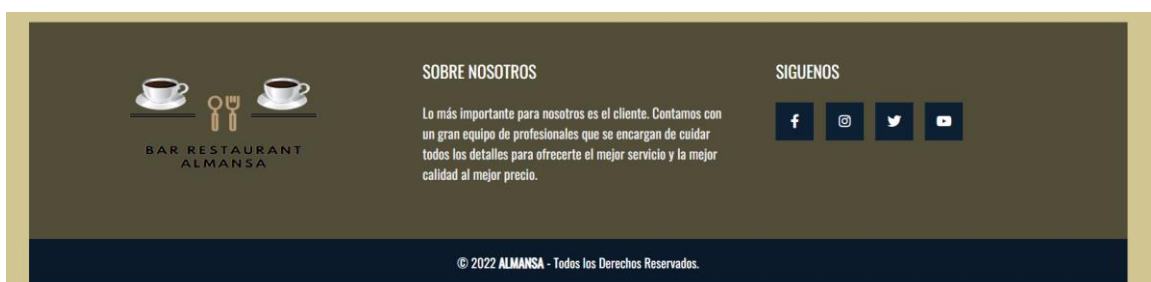 BAR RESTAURANT
ALMANSA
SOBRE NOSOTROS
Lo más importante para nosotros es el cliente. Contamos con
un gran equipo de profesionales que se encargan de cuidar
todos los detalles para ofrecerte el mejor servicio y la mejor
calidad al mejor precio.
SIGUENOS
© 2022 ALMANSA - Todos los Derechos Reservados.